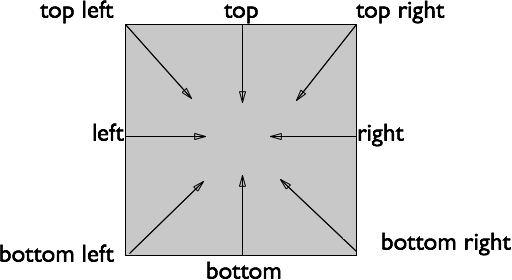 top left
top
top right
left
right
bottom left
bottom
bottom right